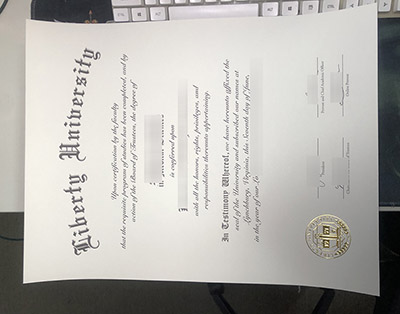 Liberty University
Upon certification by the faculty
that the requisite program of studies has been completed, and by
action of the Board of Trustees, the degree of
is conferred upon
with all the honors, rights, privileges, and
responsibilities thereunto appertaining.
In Testimony Whereof, we have hereunto affixed the
seal of the University and subscribed our names at
Lynchburg, Virginia, this Seventh day of June,
in the year of our
President